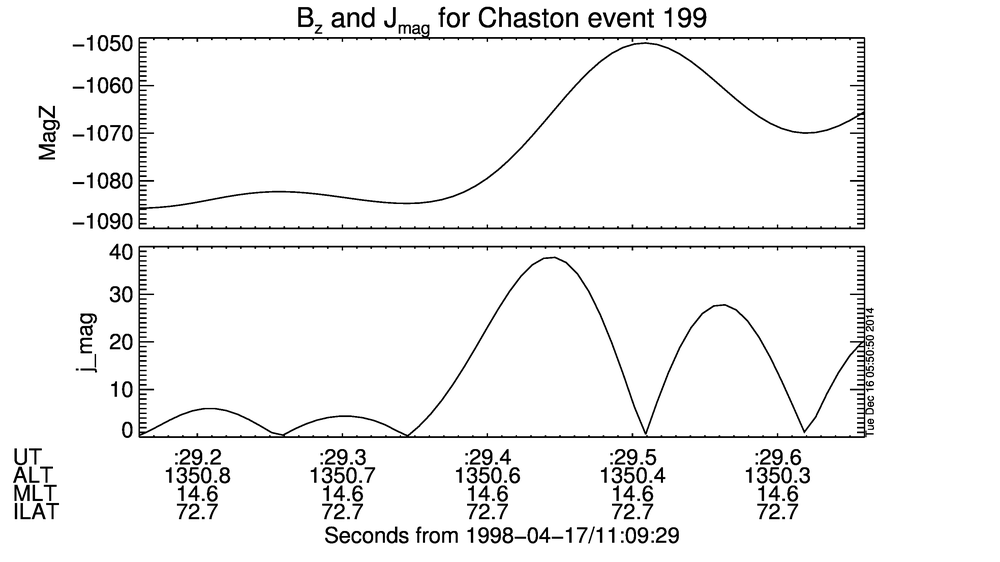 Bz and Jmag for Chaston event 199
−1050
−1060
−1070
−1080
−1090
MagZ
40
30
20
10
0
j_mag
Tue Dec 16 05:50:50 2014
UT :29.2 :29.3 :29.4 :29.5 :29.6
ALT 1350.8 1350.7 1350.6 1350.4 1350.3
MLT 14.6 14.6 14.6 14.6 14.6
ILAT 72.7 72.7 72.7 72.7 72.7
Seconds from 1998−04−17/11:09:29